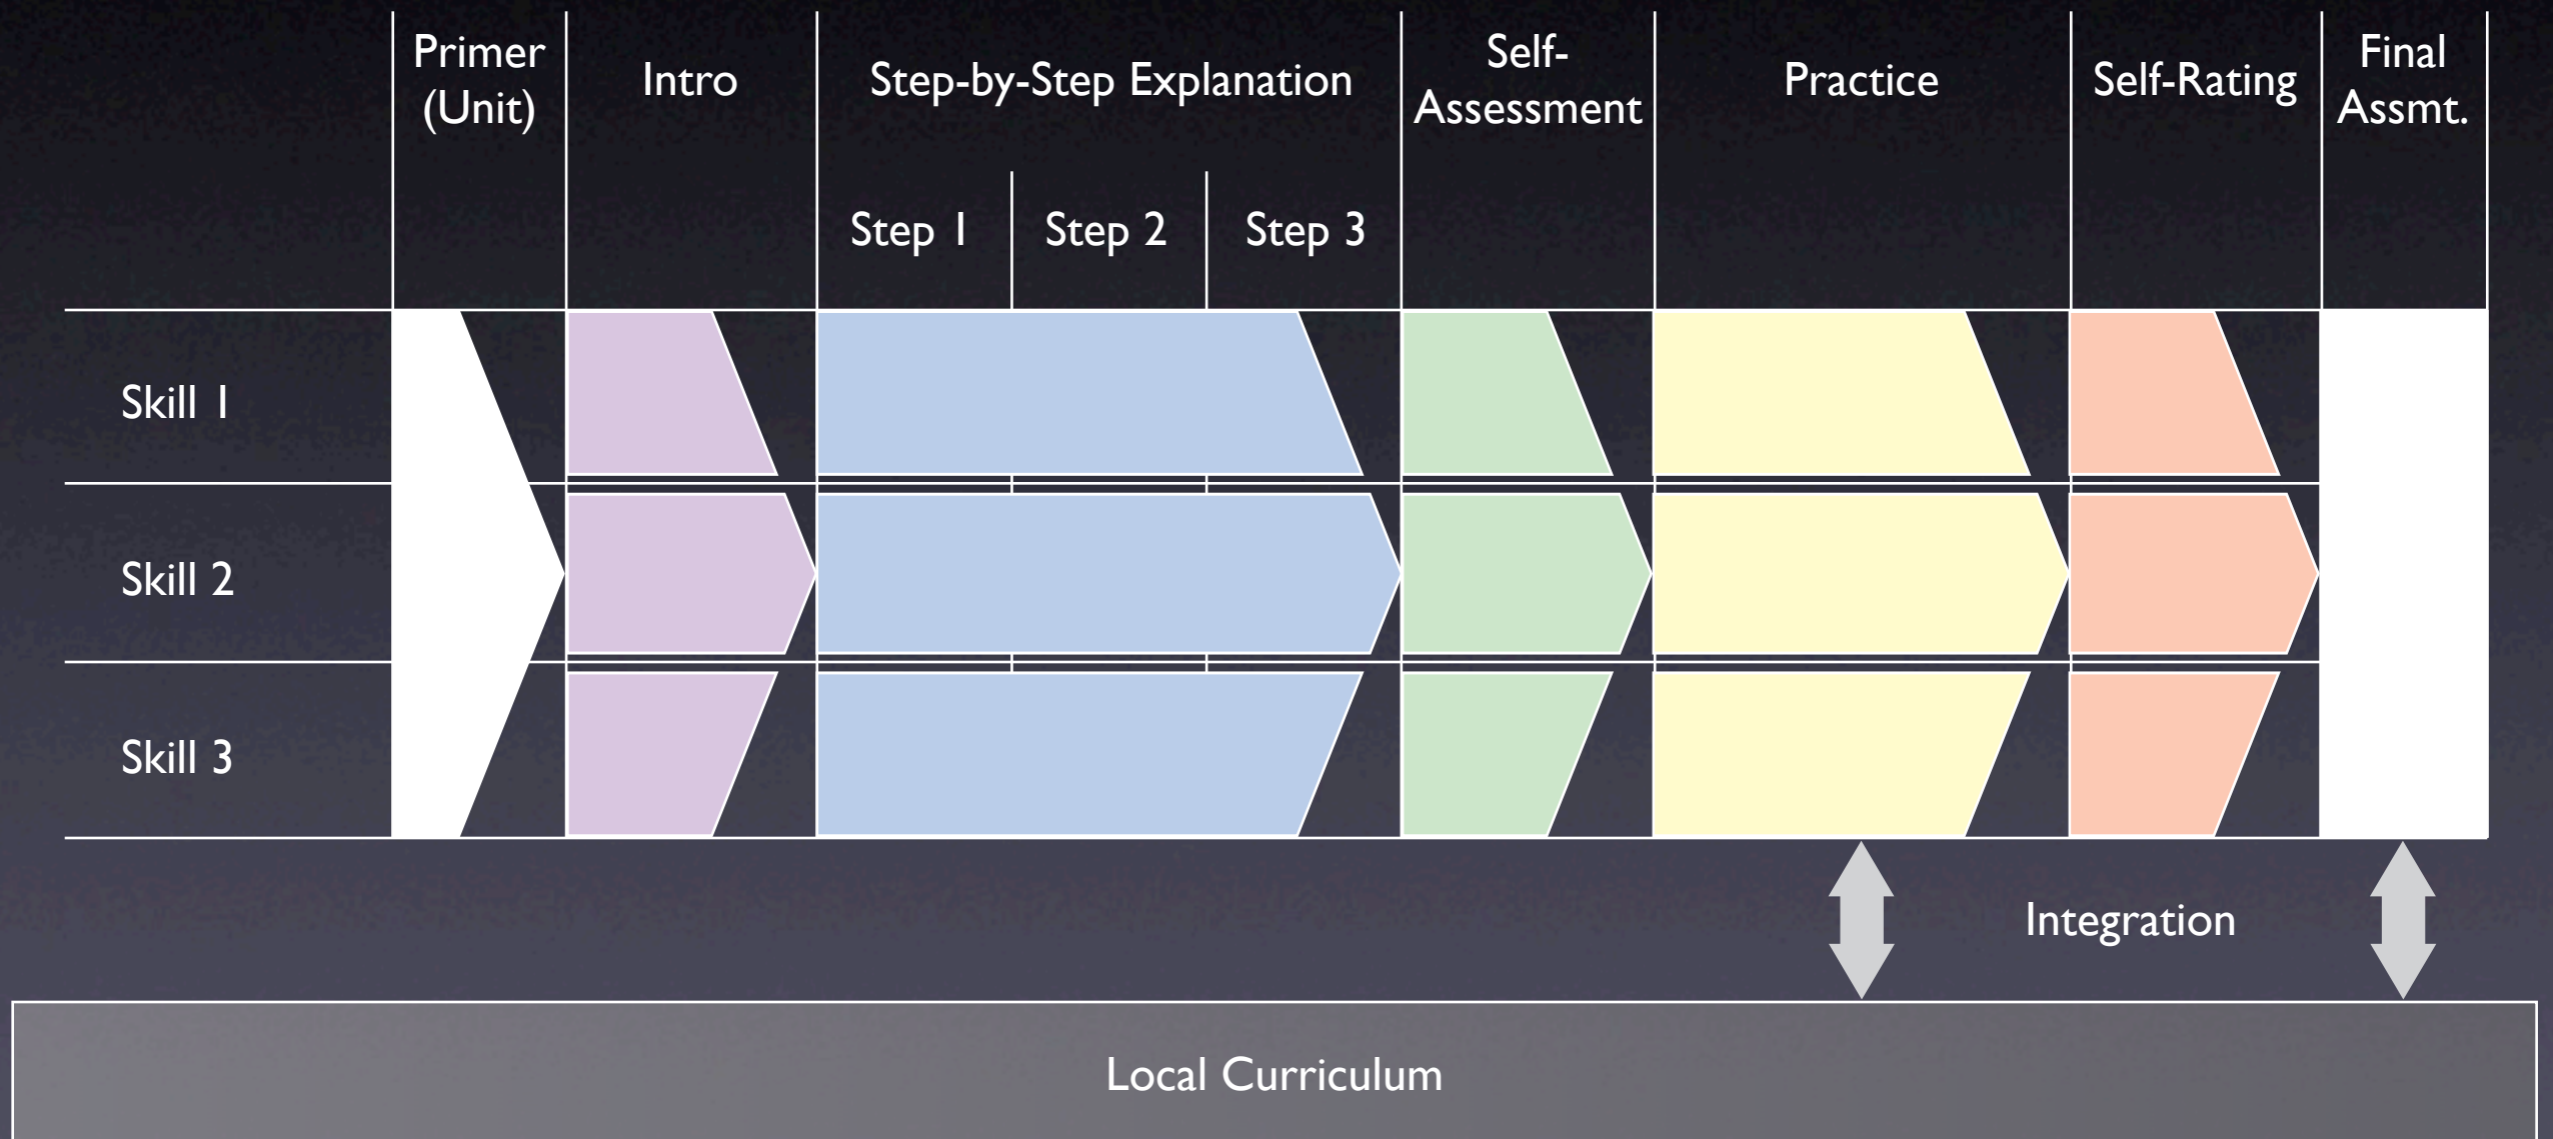 Primer
(Unit)
Intro
Step-by-Step Explanation
Self-
Assessment
Practice
Self-Rating
Final
Assmt.
Step 1
Step 2
Step 3
Skill 1
Skill 2
Skill 3
Integration
Local Curriculum